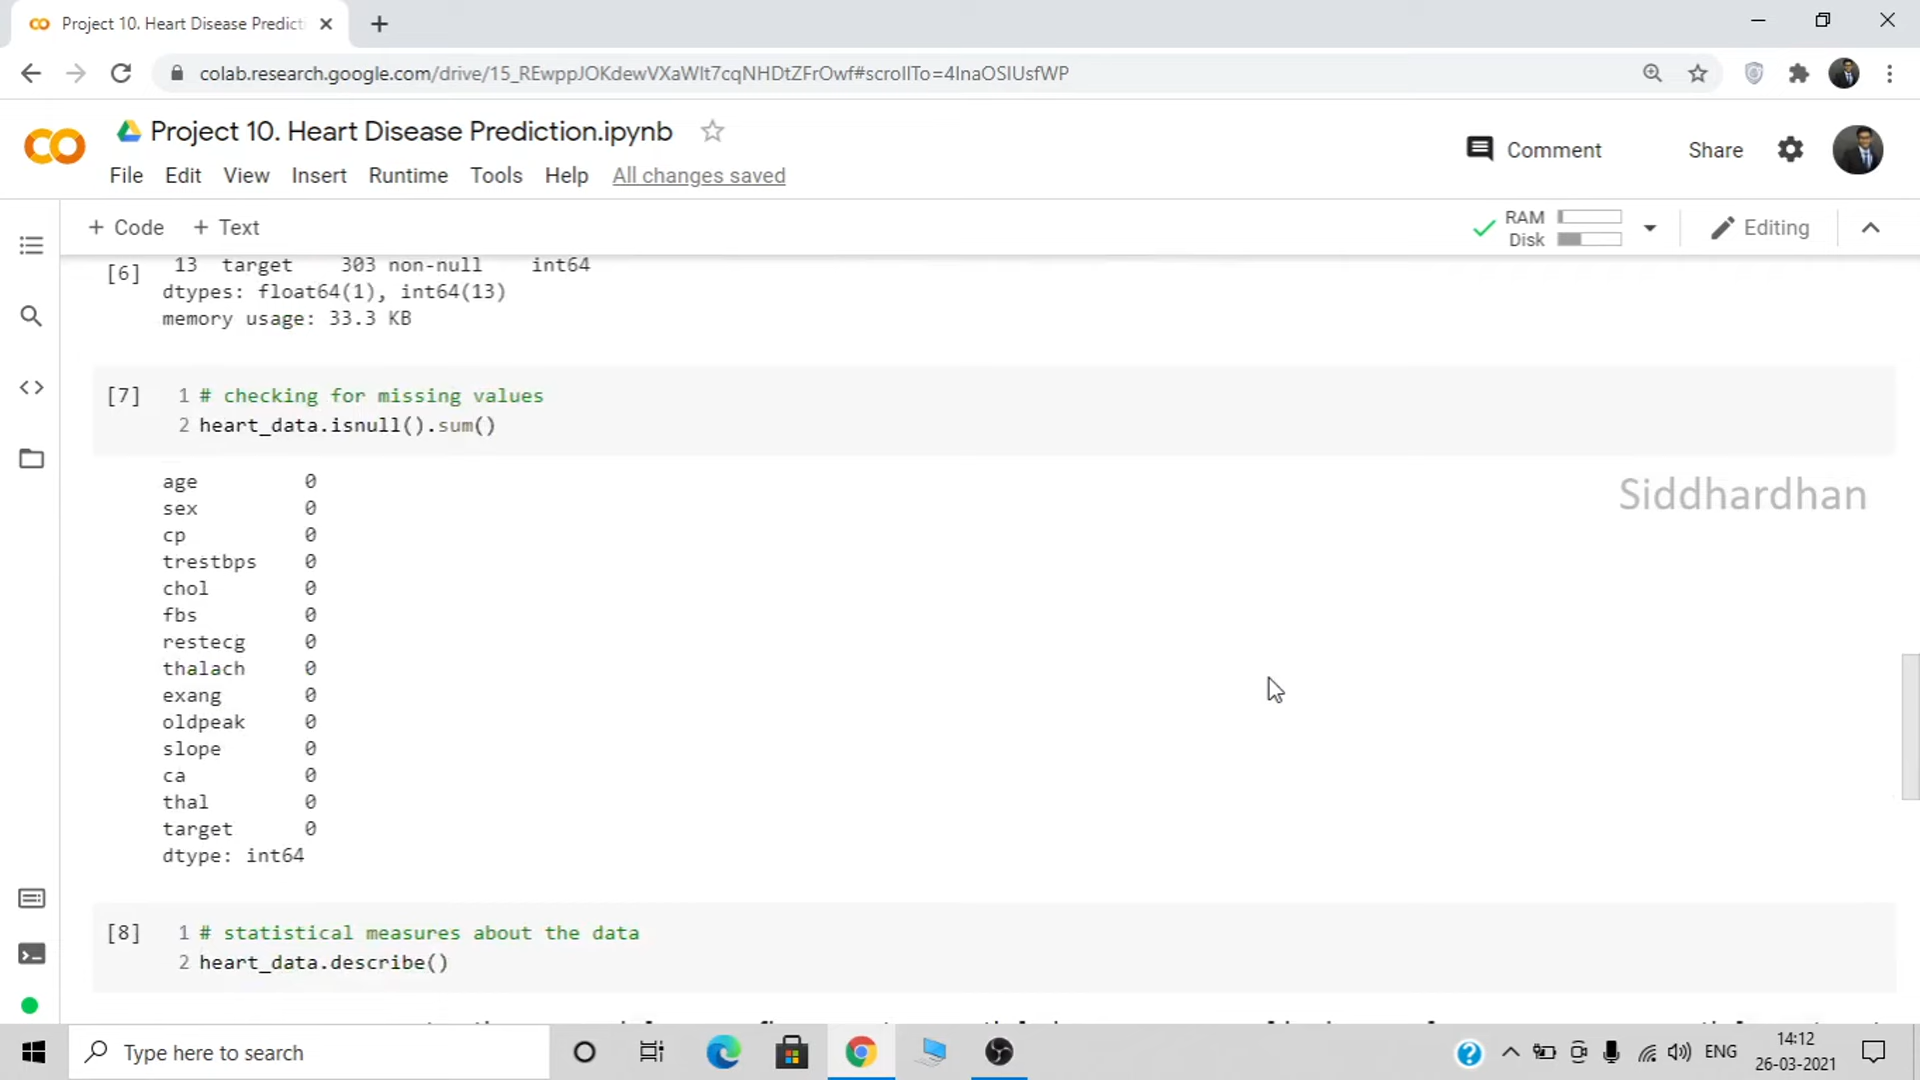 Project 10. Heart Disease Predict
colab.research.google.com/drive/15_REwppJOKdewVXaWIt7cqNHDtZFrOwf#scrollTo=4InaOSIUsfWP
Project 10. Heart Disease Prediction.ipynb
Comment
Share
File Edit View Insert Runtime Tools Help All changes saved
+ Code + Text
RAM
Disk
Editing
[6] 13 target 303 non-null int64
dtypes: float64(1), int64(13)
memory usage: 33.3 KB
[7] 1 # checking for missing values
2 heart_data.isnull().sum()
age 0
sex 0
cp 0
trestbps 0
chol 0
fbs 0
restecg 0
thalach 0
exang 0
oldpeak 0
slope 0
ca 0
thal 0
target 0
dtype: int64
Siddhardhan
[8] 1 # statistical measures about the data
2 heart_data.describe()
Type here to search
ENG
14:12
26-03-2021